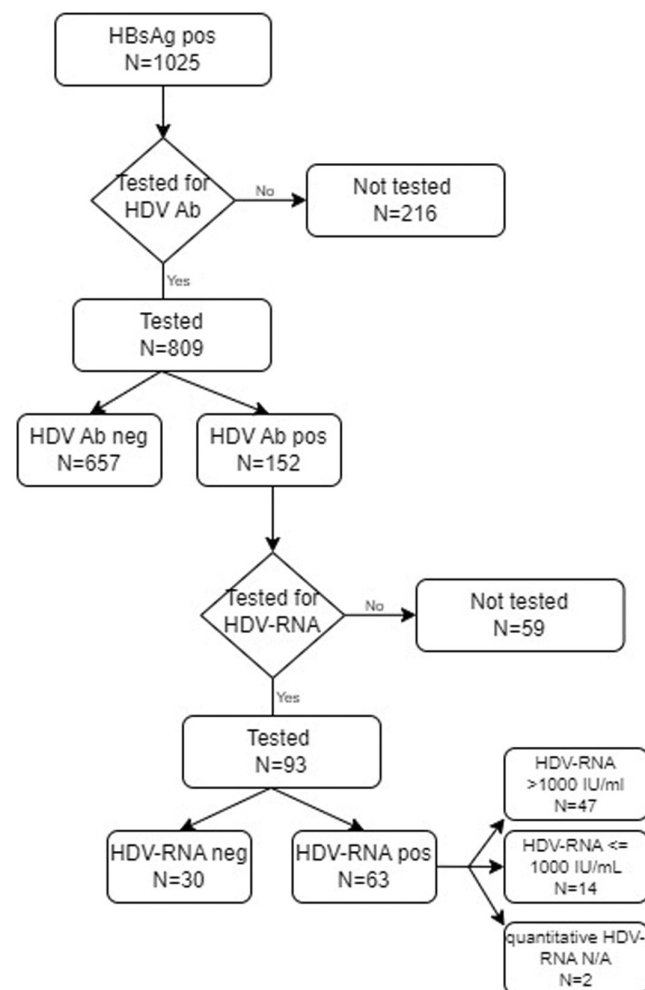 HBsAg pos
N=1025
Tested for
HDV Ab
No
Not tested
N=216
Yes
Tested
N=809
HDV Ab neg
N=657
HDV Ab pos
N=152
Tested for
HDV-RNA
No
Not tested
N=59
Yes
Tested
N=93
HDV-RNA neg
N=30
HDV-RNA pos
N=63
HDV-RNA
>1000 IU/ml
N=47
HDV-RNA <=
1000 IU/mL
N=14
quantitative HDV-
RNA N/A
N=2